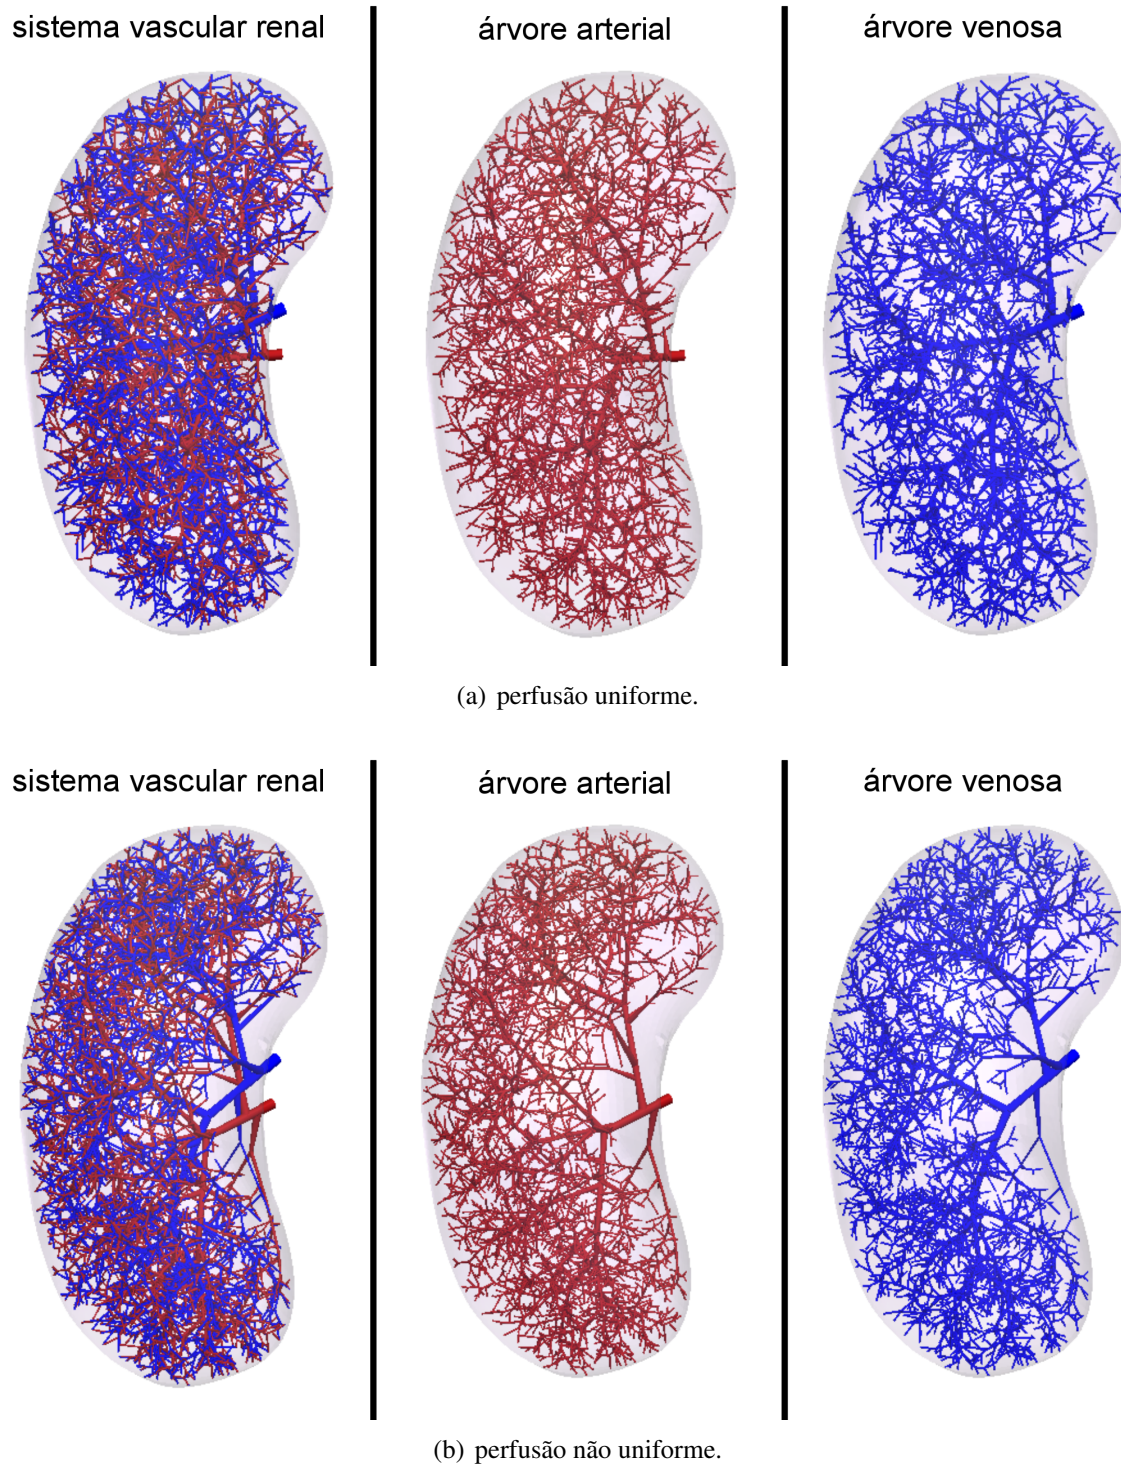 sistema vascular renal
árvore arterial
árvore venosa
(a) perfusão uniforme.
sistema vascular renal
árvore arterial
árvore venosa
(b) perfusão não uniforme.